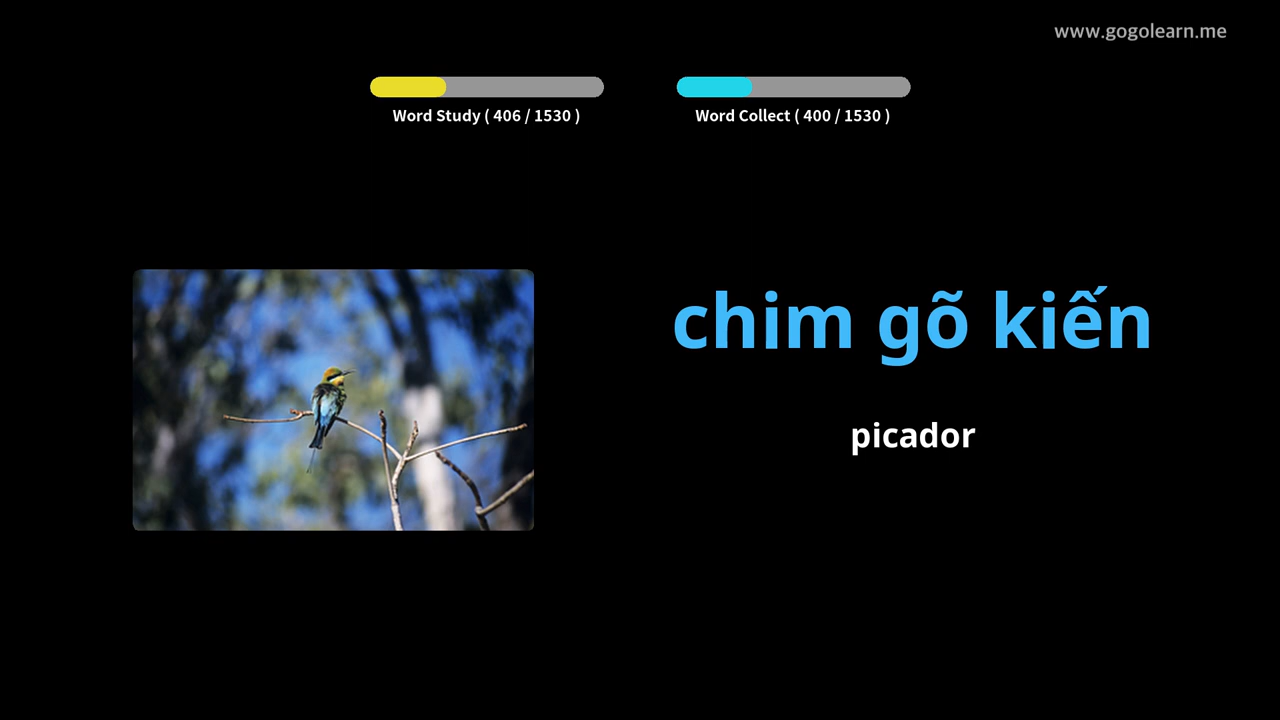 www.gogolearn.me
Word Study ( 406 / 1530 )
Word Collect ( 400 / 1530 )
chim gõ kiến
picador